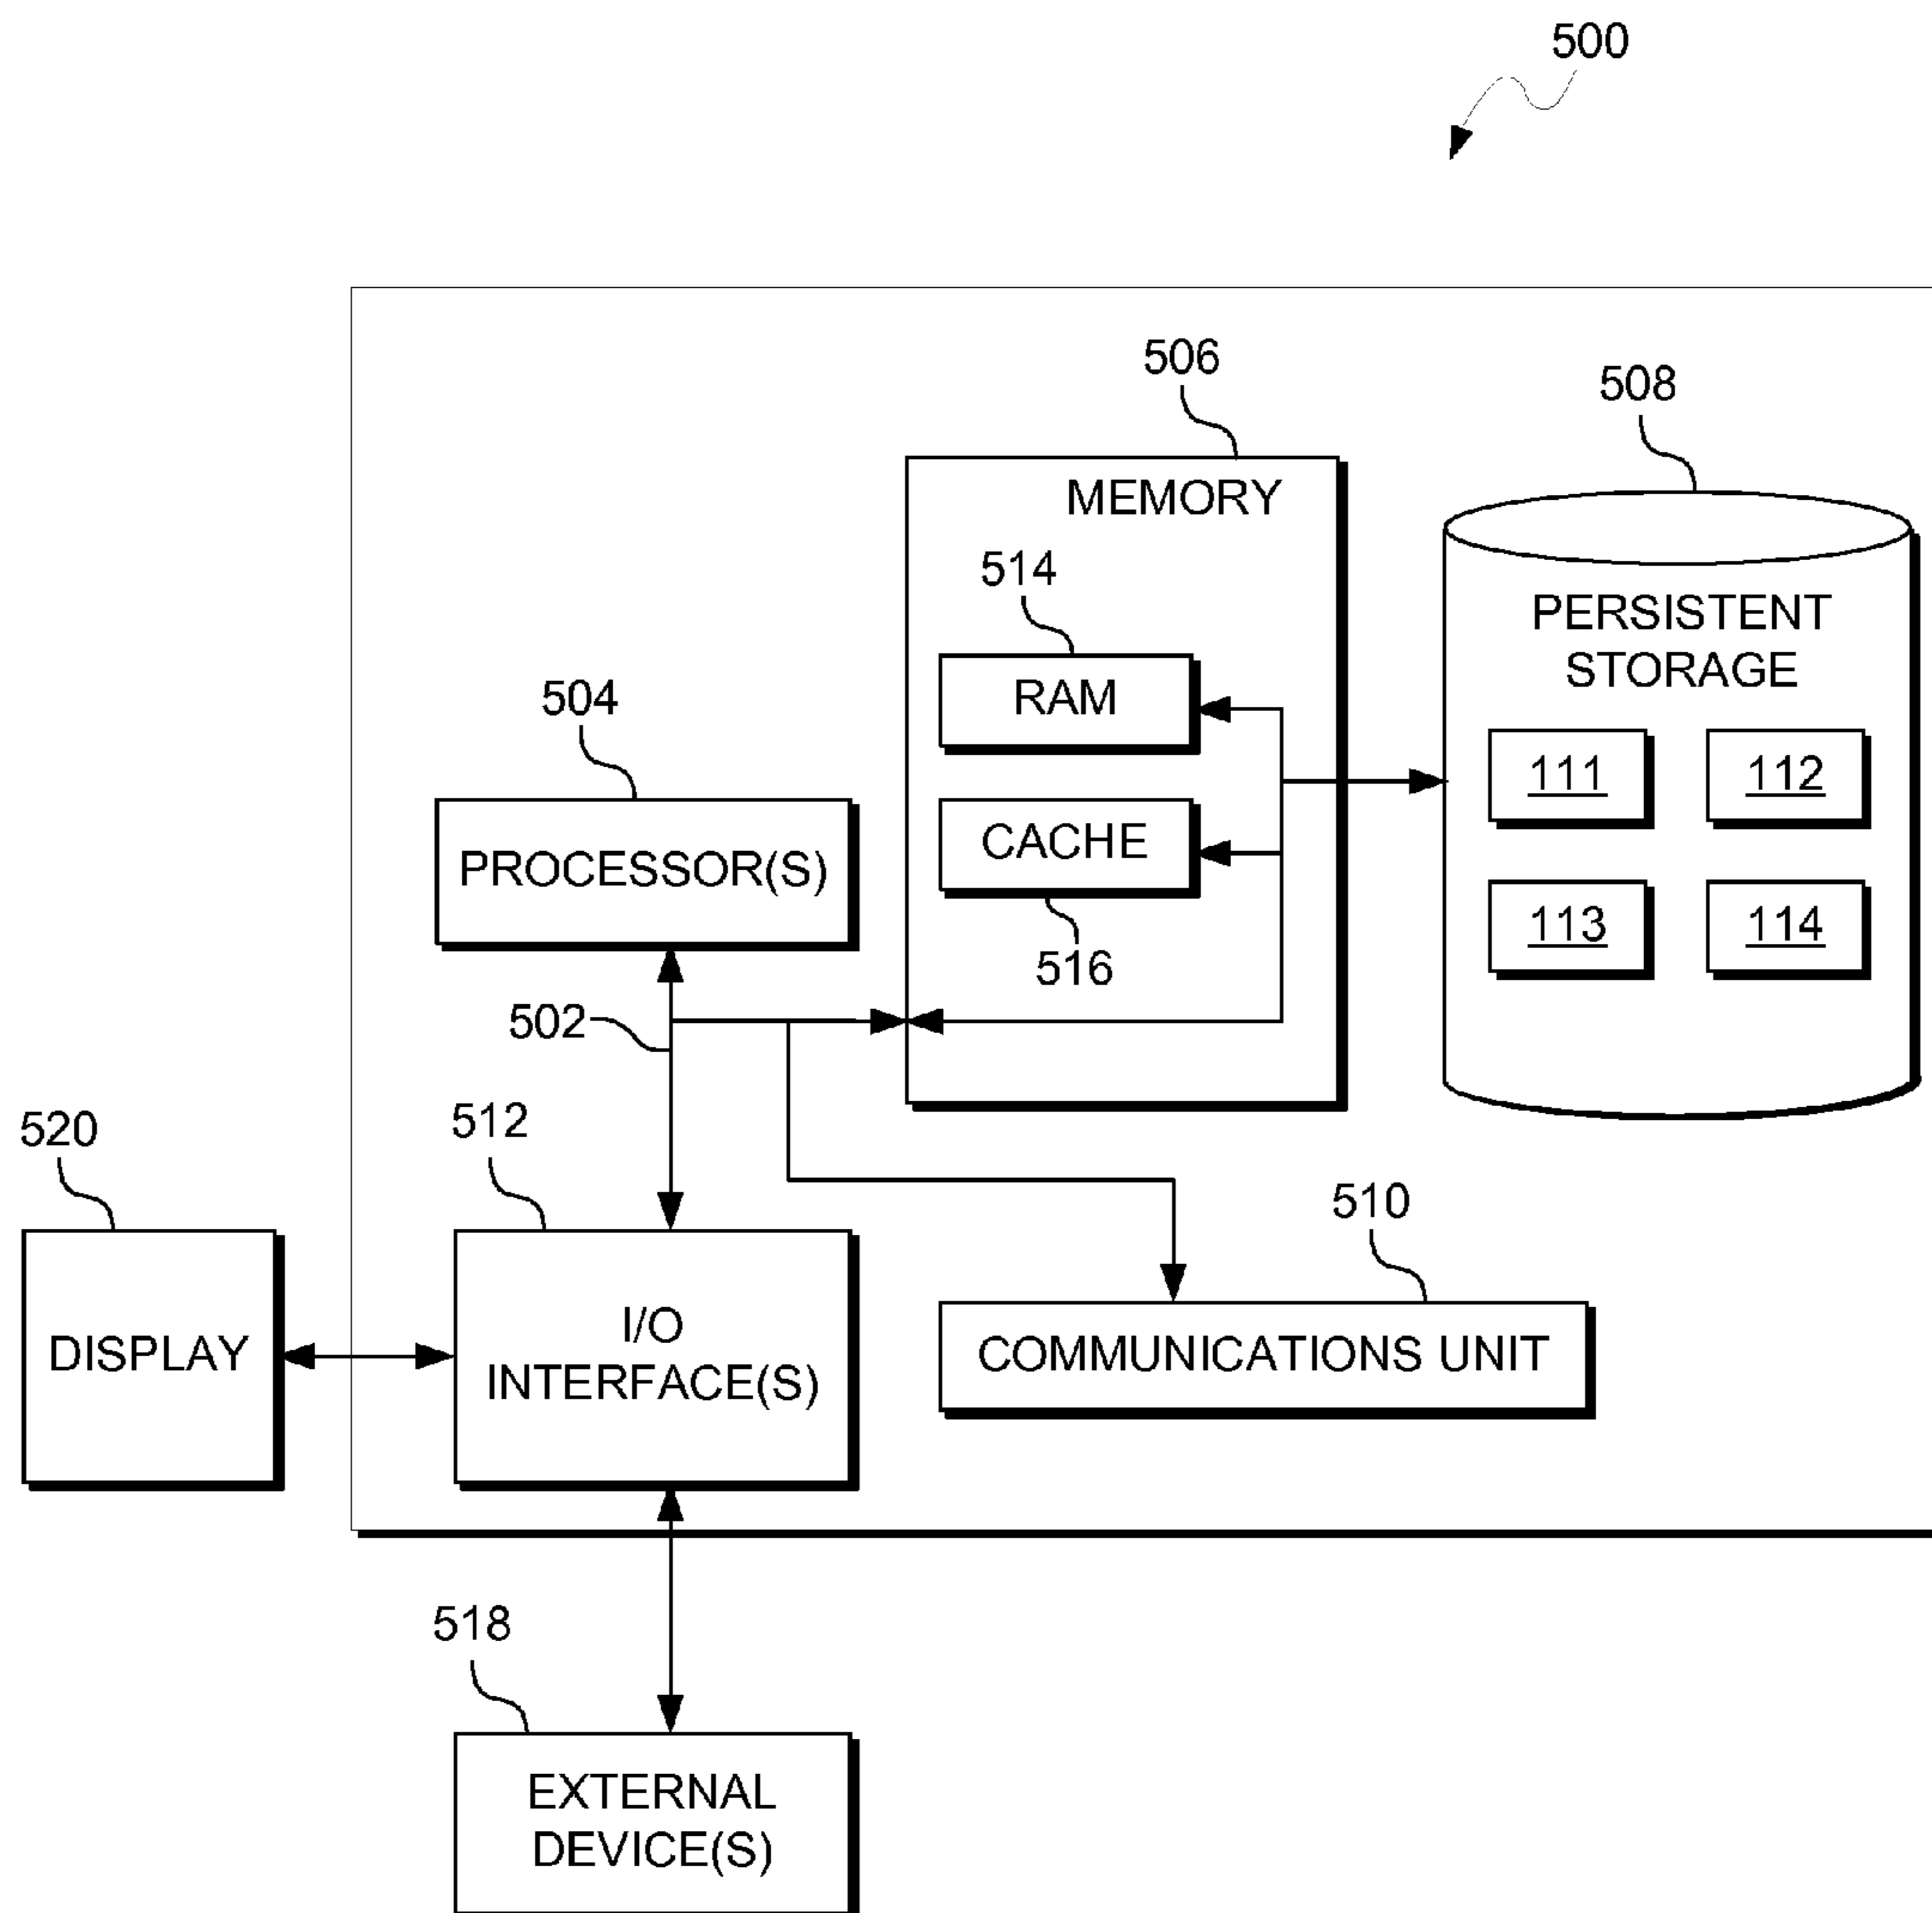 500
506
508
MEMORY
514
PERSISTENT
STORAGE
504
RAM
111
112
PROCESSOR(S)
CACHE
113
114
516
502
520
512
510
DISPLAY
I/O
INTERFACE(S)
COMMUNICATIONS UNIT
518
EXTERNAL
DEVICE(S)